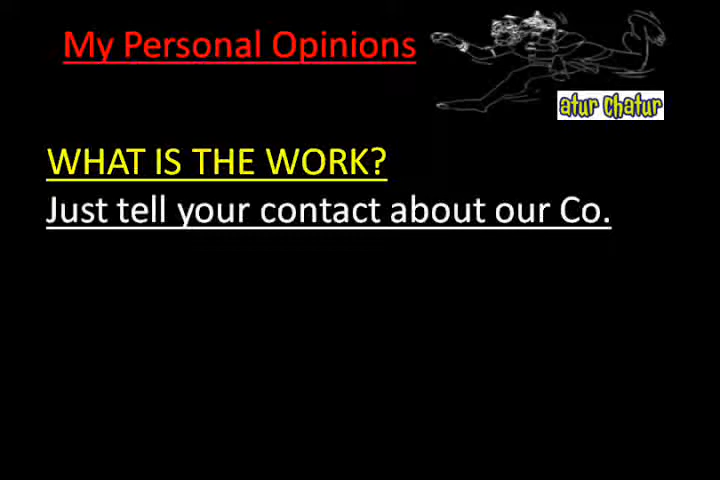 My Personal Opinions
atur chatur
WHAT IS THE WORK?
Just tell your contact about our Co.